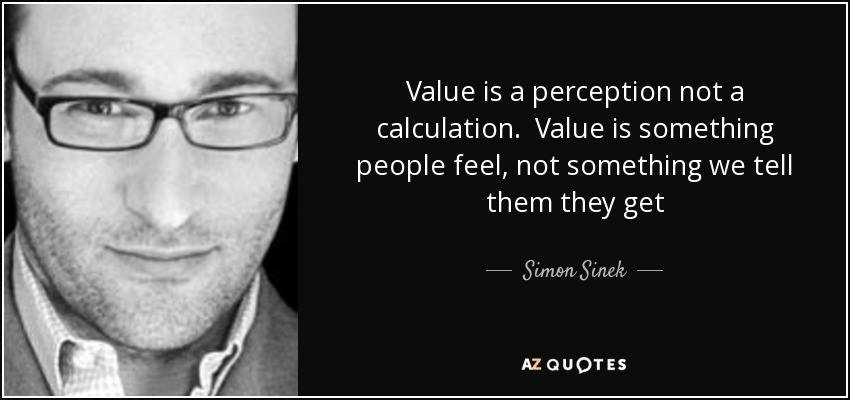 Value is a perception not a
calculation.  Value is something
people feel, not something we tell
them they get
Simon Sinek
AZ QUOTES